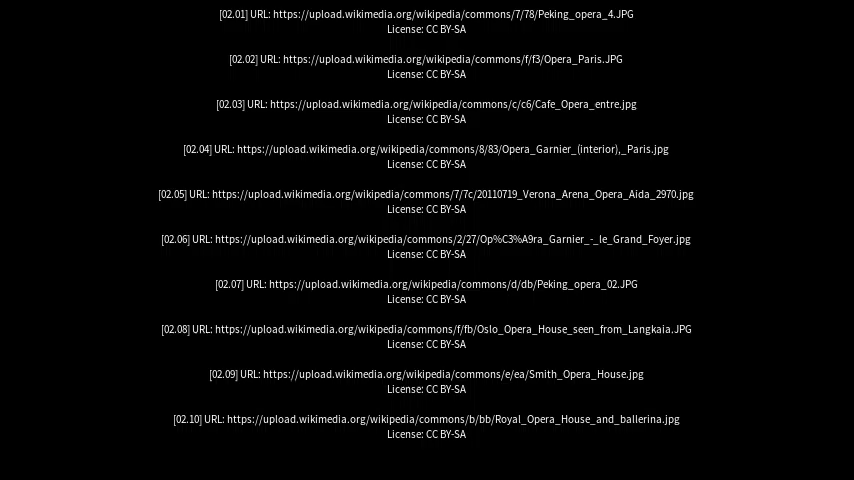 [02.01] URL: https://upload.wikimedia.org/wikipedia/commons/7/78/Peking_opera_4.JPG
License: CC BY-SA
[02.02] URL: https://upload.wikimedia.org/wikipedia/commons/f/f3/Opera_Paris.JPG
License: CC BY-SA
[02.03] URL: https://upload.wikimedia.org/wikipedia/commons/c/c6/Cafe_Opera_entre.jpg
License: CC BY-SA
[02.04] URL: https://upload.wikimedia.org/wikipedia/commons/8/83/Opera_Garnier_(interior),_Paris.jpg
License: CC BY-SA
[02.05] URL: https://upload.wikimedia.org/wikipedia/commons/7/7c/20110719_Verona_Arena_Opera_Aida_2970.jpg
License: CC BY-SA
[02.06] URL: https://upload.wikimedia.org/wikipedia/commons/2/27/Op%C3%A9ra_Garnier_-_le_Grand_Foyer.jpg
License: CC BY-SA
[02.07] URL: https://upload.wikimedia.org/wikipedia/commons/d/db/Peking_opera_02.JPG
License: CC BY-SA
[02.08] URL: https://upload.wikimedia.org/wikipedia/commons/f/fb/Oslo_Opera_House_seen_from_Langkaia.JPG
License: CC BY-SA
[02.09] URL: https://upload.wikimedia.org/wikipedia/commons/e/ea/Smith_Opera_House.jpg
License: CC BY-SA
[02.10] URL: https://upload.wikimedia.org/wikipedia/commons/b/bb/Royal_Opera_House_and_ballerina.jpg
License: CC BY-SA